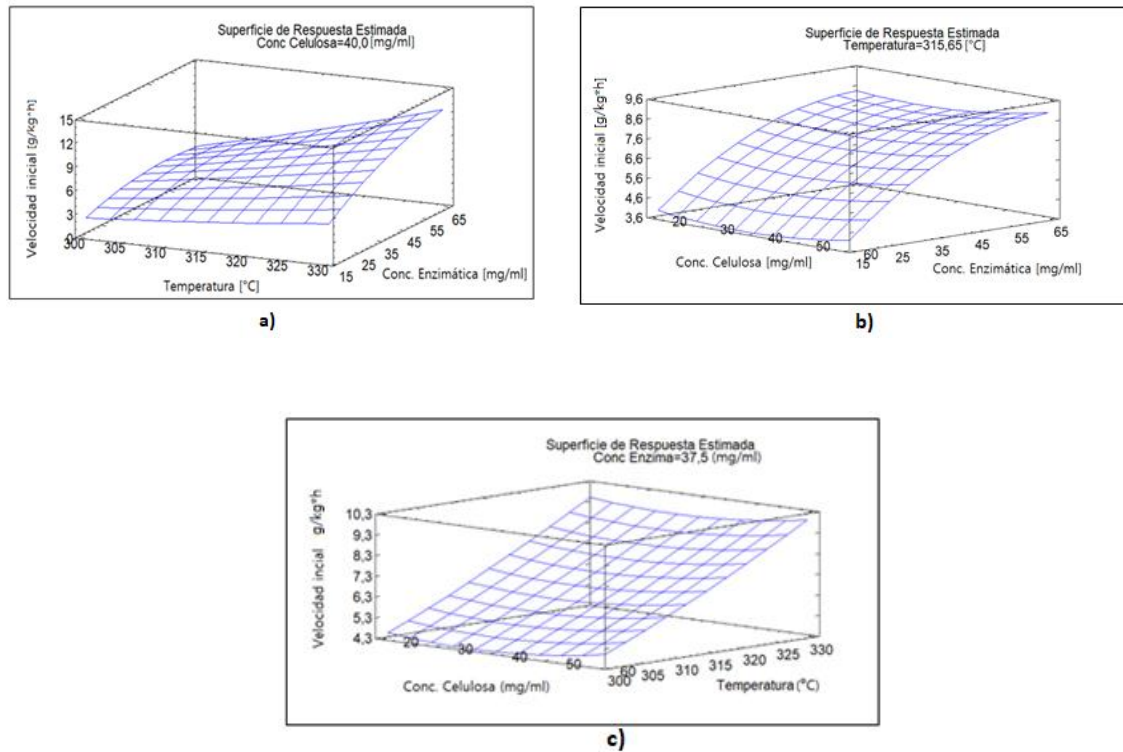 Superficie de Respuesta Estimada
Conc Celulosa=40,0 [mg/ml]
Velocidad inicial [g/kg*h]
15
12
9
6
3
0
300 305 310 315 320 325 330
Temperatura [°C]
15 25 35 45 55 65
Conc. Enzimática [mg/ml]
a)
Superficie de Respuesta Estimada
Temperatura=315,65 [°C]
Velocidad inicial [g/kg*h]
9,6
8,6
7,6
6,6
5,6
4,6
3,6
20 30 40 50 60
Conc. Celulosa [mg/ml]
15 25 35 45 55 65
Conc. Enzimática [mg/ml]
b)
Superficie de Respuesta Estimada
Conc Enzima=37,5 (mg/ml)
Velocidad incial g/kg*h
10,3
9,3
8,3
7,3
6,3
5,3
4,3
20 30 40 50 60
Conc. Celulosa (mg/ml)
300 305 310 315 320 325 330
Temperatura (°C)
c)